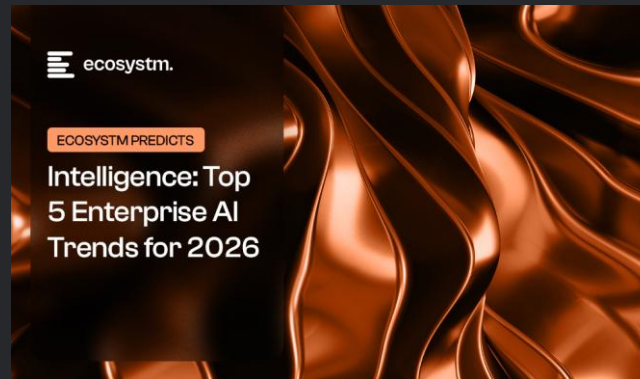 ecosystm.
ECOSYSTM PREDICTS
Intelligence: Top
5 Enterprise AI
Trends for 2026